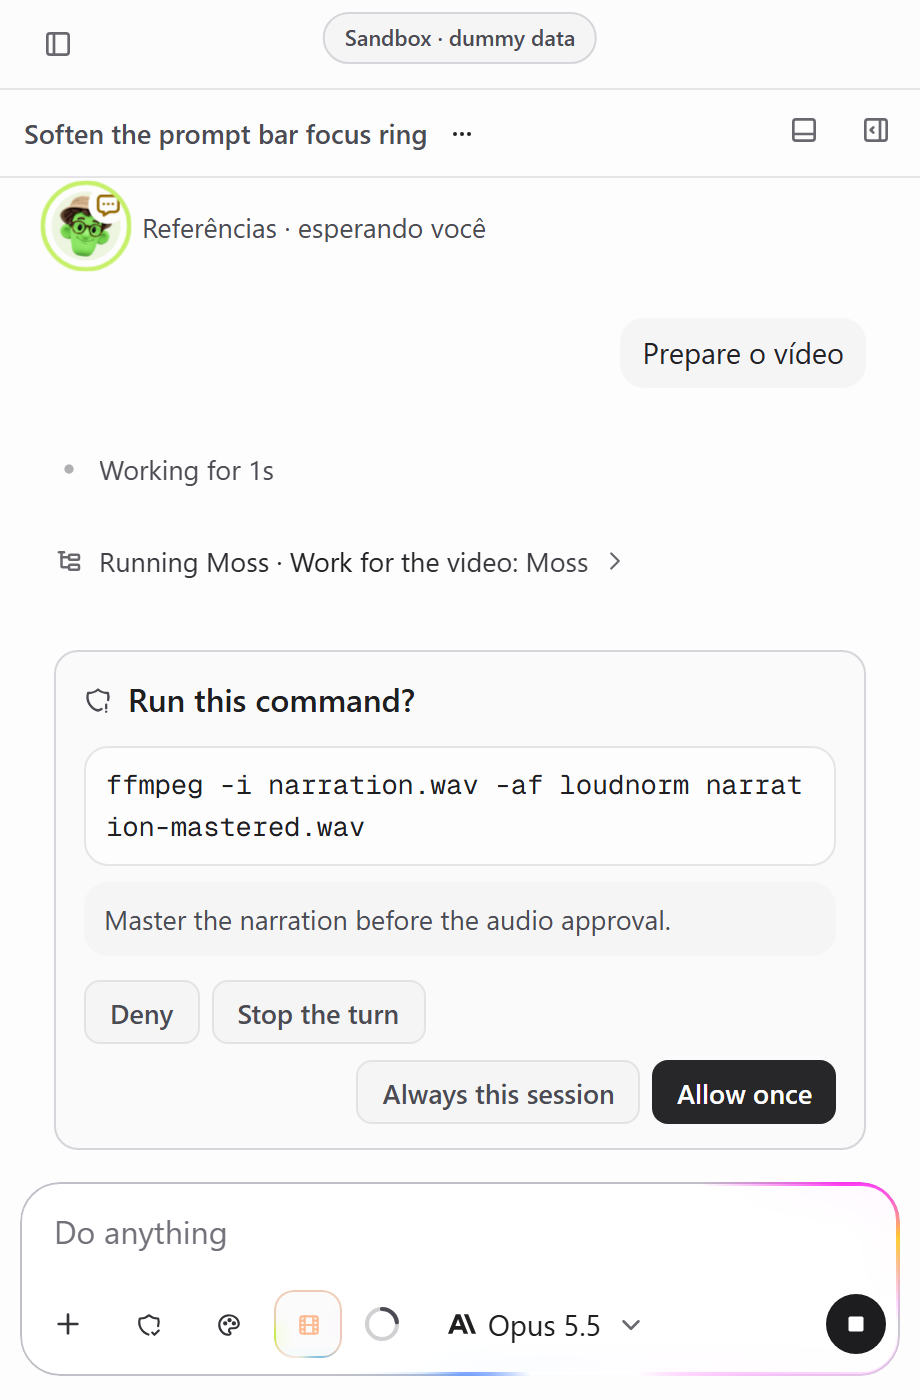 Sandbox · dummy data
Soften the prompt bar focus ring ···
Referências · esperando você
Prepare o vídeo
Working for 1s
Running Moss · Work for the video: Moss
Run this command?
ffmpeg -i narration.wav -af loudnorm narrat
ion-mastered.wav
Master the narration before the audio approval.
Deny
Stop the turn
Always this session
Allow once
Do anything
Opus 5.5